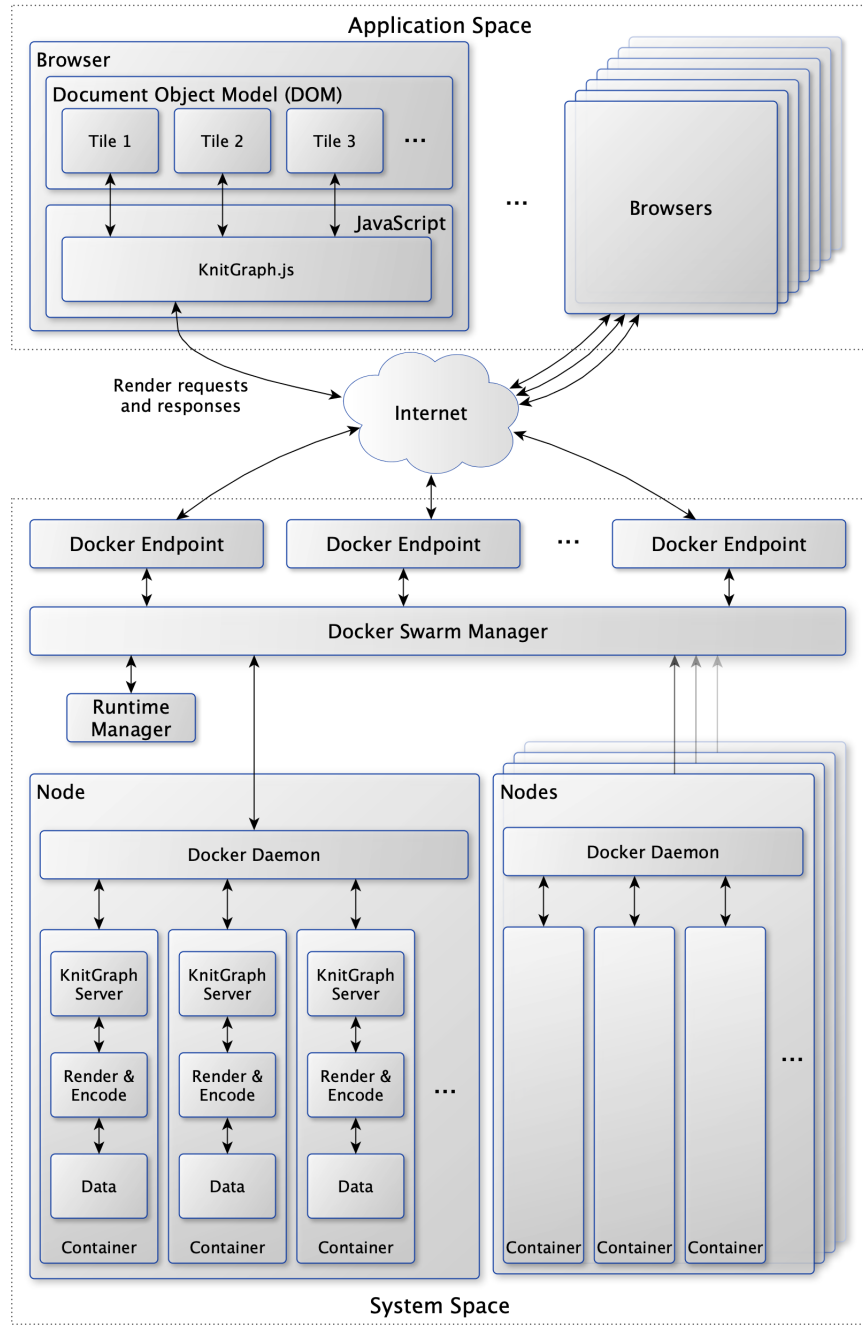 Application Space
Browser
Document Object Model (DOM)
Tile 1
Tile 2
Tile 3
...
JavaScript
KnitGraph.js
...
Browsers
Render requests
and responses
Internet
Docker Endpoint
Docker Endpoint
...
Docker Endpoint
Docker Swarm Manager
Runtime
Manager
Node
Docker Daemon
KnitGraph
Server
Render &
Encode
Data
Container
KnitGraph
Server
Render &
Encode
Data
Container
KnitGraph
Server
Render &
Encode
Data
Container
...
Nodes
Docker Daemon
Container
Container
Container
...
System Space